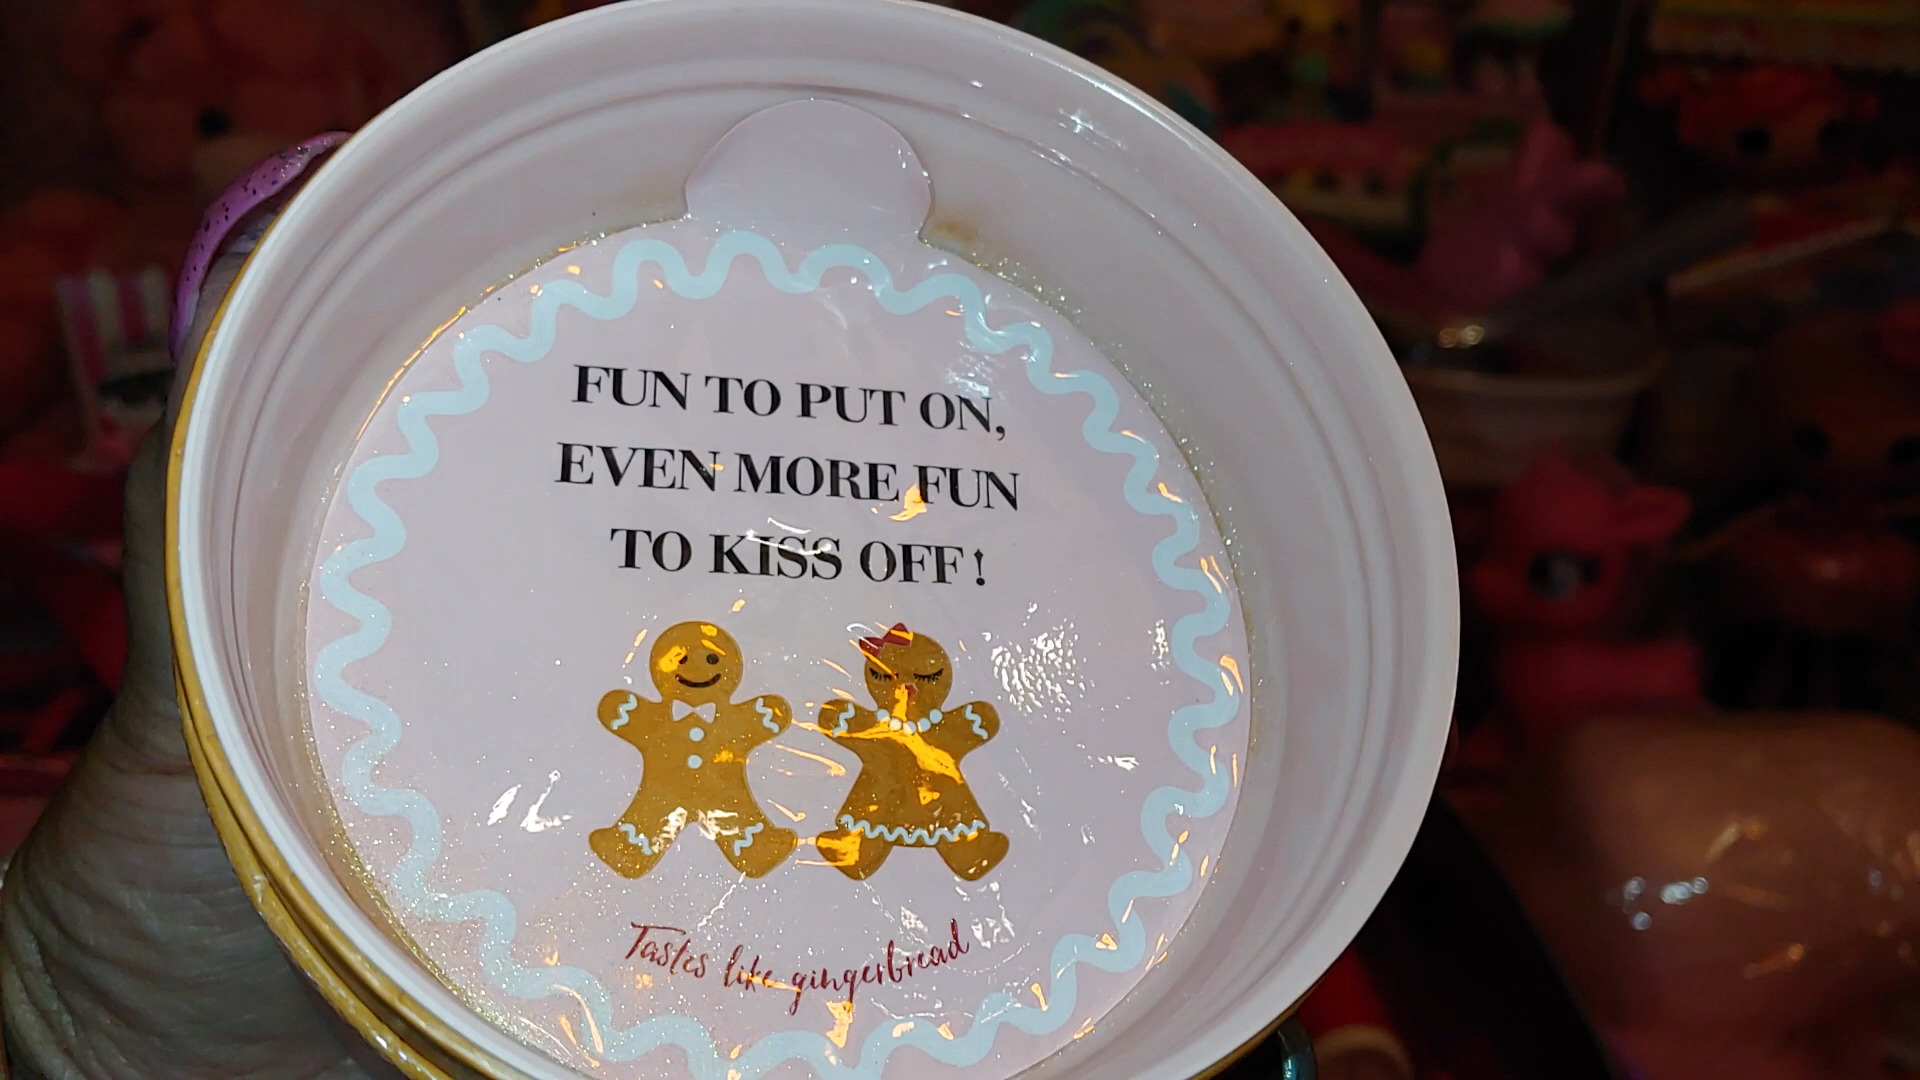 FUN TO PUT ON,
EVEN MORE FUN
TO KISS OFF!
Tastes like gingerbread